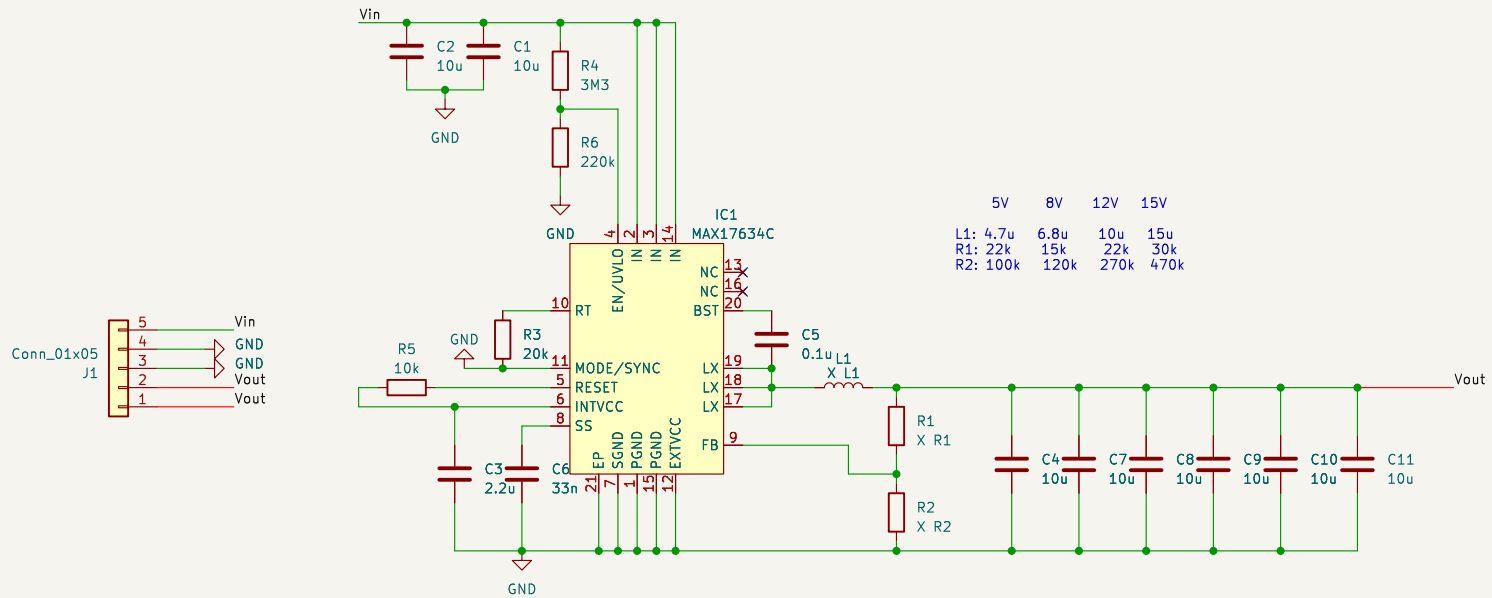 Vin
C2
10u
C1
10u
R4
3M3
GND
R6
220k
GND
IC1
MAX17634C
4
2
3
14
EN/UVLO
IN
IN
IN
NC
13
NC
16
BST
20
10
RT
R3
20k
GND
11
MODE/SYNC
R5
10k
5
RESET
6
INTVCC
8
SS
C3
2.2u
C6
33n
EP
SGND
PGND
PGND
EXTVCC
21
7
1
15
12
GND
LX
19
LX
18
LX
17
FB
9
C5
0.1u
L1
X L1
R1
X R1
R2
X R2
C4
10u
C7
10u
C8
10u
C9
10u
C10
10u
C11
10u
Vout
5V 8V 12V 15V
L1: 4.7u 6.8u 10u 15u
R1: 22k 15k 22k 30k
R2: 100k 120k 270k 470k
Conn_01x05
J1
5
Vin
4
GND
3
GND
2
Vout
1
Vout